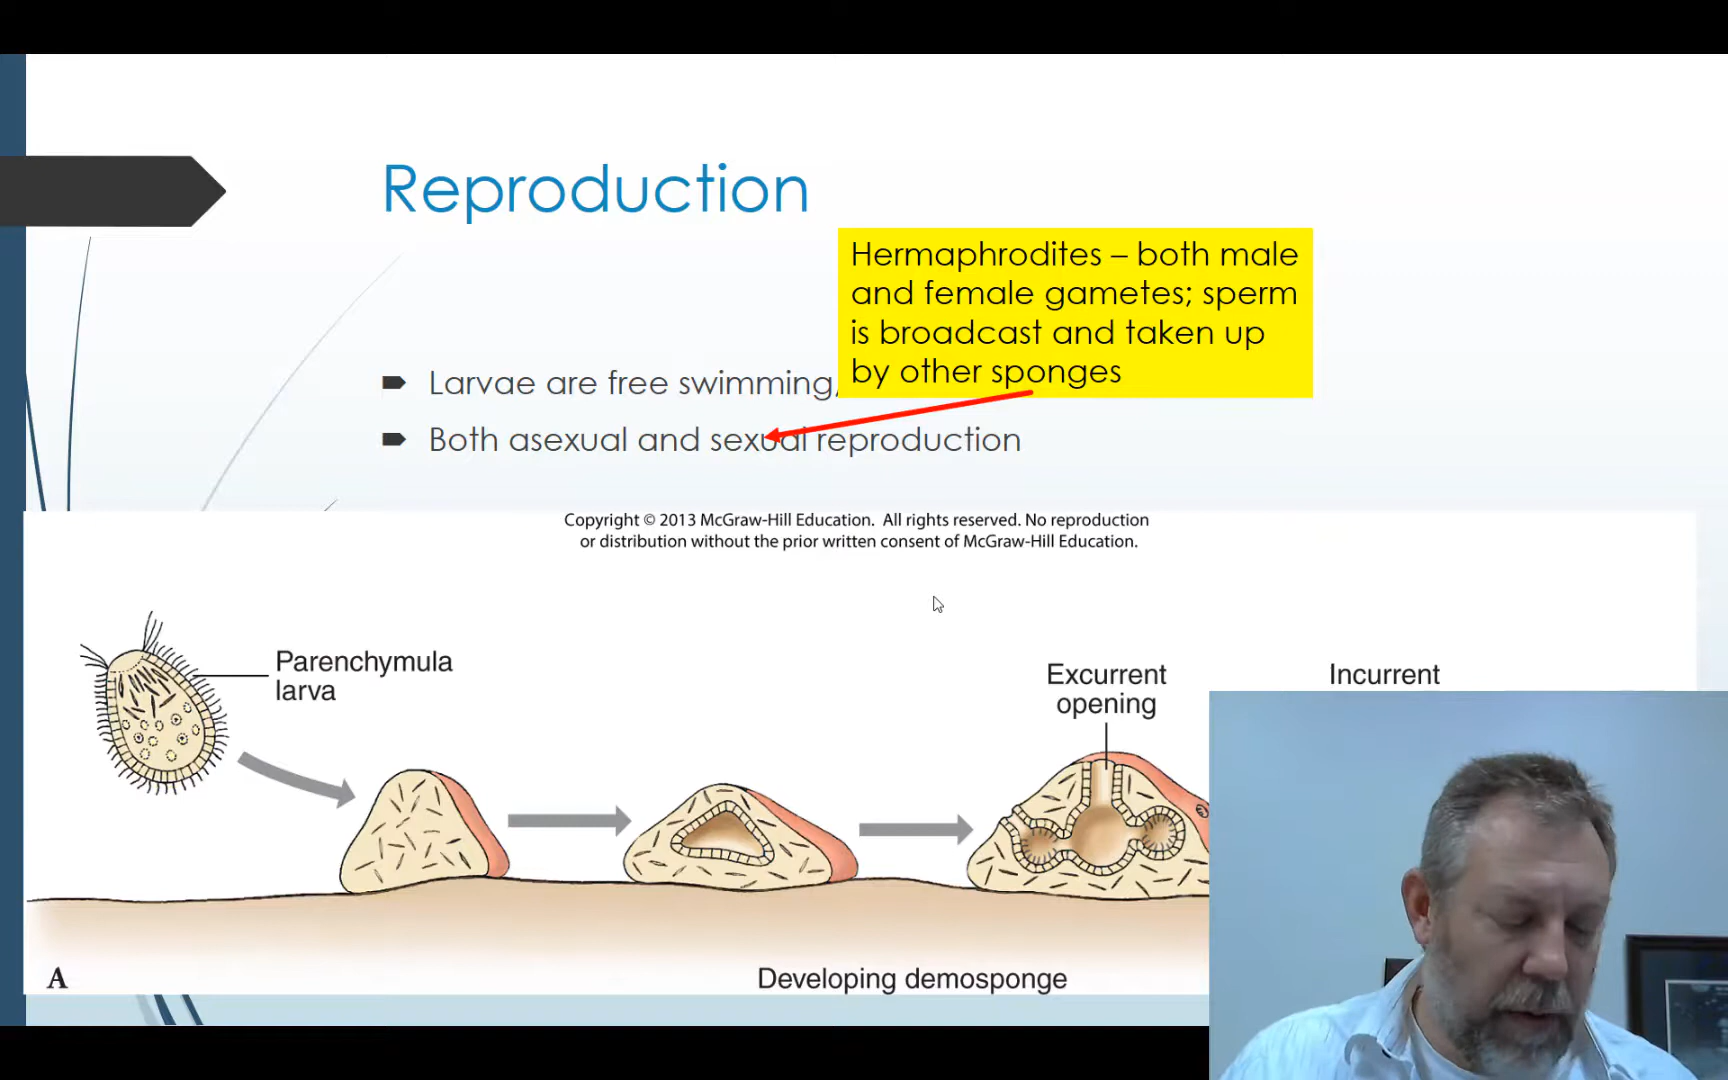 Reproduction
Hermaphrodites – both male
and female gametes; sperm
is broadcast and taken up
by other sponges
Larvae are free swimming,
Both asexual and sexual reproduction
Copyright © 2013 McGraw-Hill Education. All rights reserved. No reproduction
or distribution without the prior written consent of McGraw-Hill Education.
Parenchymula
larva
Excurrent
opening
Incurrent
A
Developing demosponge